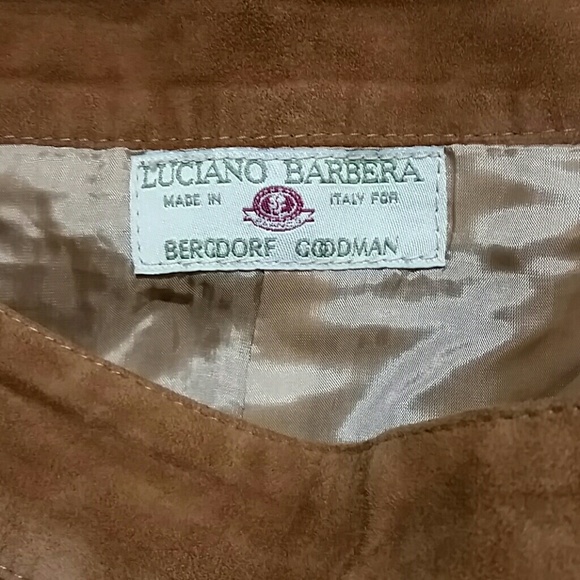 LUCIANO BARBERA
MADE IN ITALY FOR
BERGDORF GOODMAN